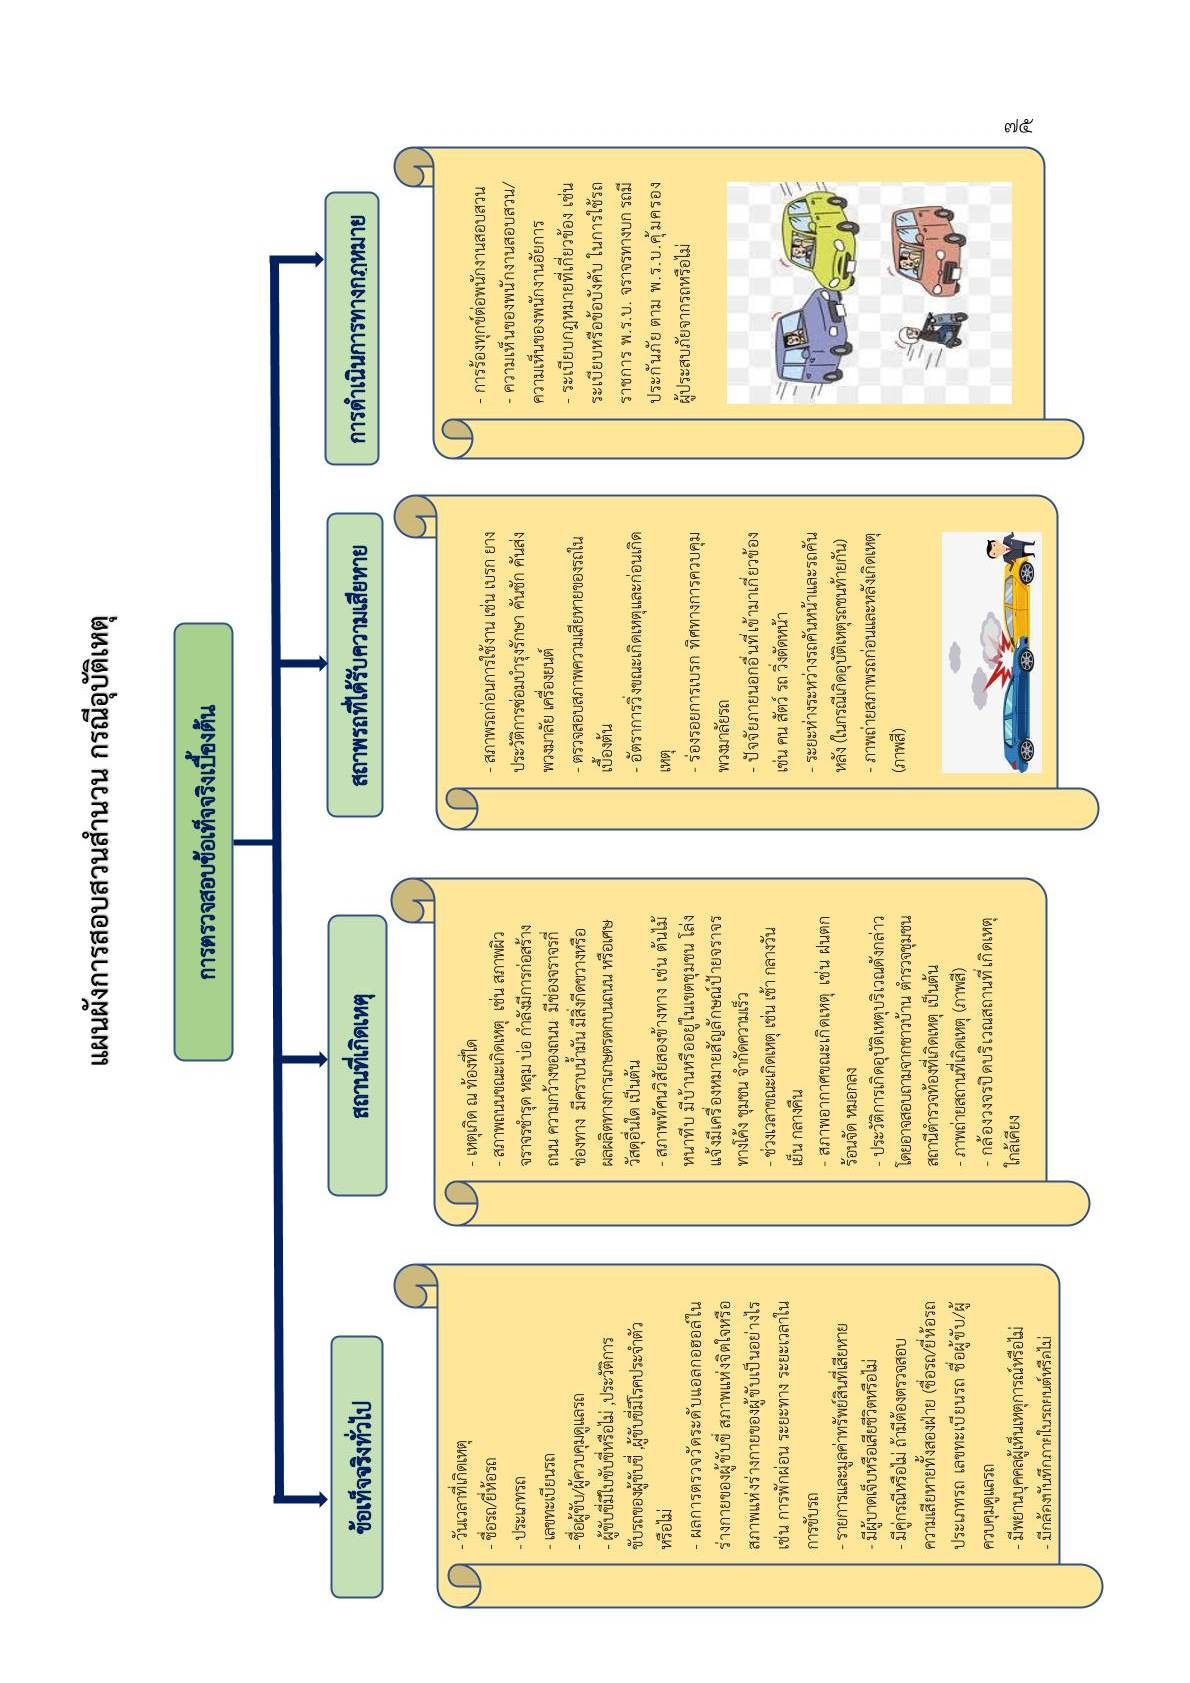 ๗๕
แผนผังการสอบสวนสำนวน กรณีอุบัติเหตุ
การตรวจสอบข้อเท็จจริงเบื้องต้น
ข้อเท็จจริงทั่วไป
- วันเวลาที่เกิดเหตุ
- ชื่อรถ/ยี่ห้อรถ
- ประเภทรถ
- เลขทะเบียนรถ
- ชื่อผู้ขับ/ผู้ควบคุมดูแลรถ
- ผู้ขับขี่มีใบขับขี่หรือไม่ ,ประวัติการ
ขับรถของผู้ขับขี่ ,ผู้ขับขี่มีโรคประจำตัว
หรือไม่
- ผลการตรวจวัดระดับแอลกอฮอล์ใน
ร่างกายของผู้ขับขี่ สภาพแห่งจิตใจหรือ
สภาพแห่งร่างกายของผู้ขับเป็นอย่างไร
เช่น การพักผ่อน ระยะทาง ระยะเวลาใน
การขับรถ
- รายการและมูลค่าทรัพย์สินที่เสียหาย
- มีผู้บาดเจ็บหรือเสียชีวิตหรือไม่
- มีคู่กรณีหรือไม่ ถ้ามีต้องตรวจสอบ
ความเสียหายทั้งสองฝ่าย (ชื่อรถ/ยี่ห้อรถ
ประเภทรถ เลขทะเบียนรถ ชื่อผู้ขับ/ผู้
ควบคุมดูแลรถ
- มีพยานบุคคลผู้เห็นเหตุการณ์หรือไม่
- มีกล้องบันทึกภายในรถยนต์หรือไม่
สถานที่เกิดเหตุ
- เหตุเกิด ณ ท้องที่ใด
- สภาพถนนขณะเกิดเหตุ เช่น สภาพผิว
จราจรชำรุด หลุม บ่อ กำลังมีการก่อสร้าง
ถนน ความกว้างของถนน มีช่องจราจรกี่
ช่องทาง มีคราบน้ำมัน มีสิ่งกีดขวางหรือ
ผลผลิตทางการเกษตรตกบนถนน หรือเศษ
วัสดุอื่นใด เป็นต้น
- สภาพทัศนวิสัยสองข้างทาง เช่น ต้นไม้
หนาทึบ มีบ้านหรืออยู่ในเขตชุมชน โล่ง
แจ้งมีเครื่องหมายสัญลักษณ์ป้ายจราจร
ทางโค้ง ชุมชน จำกัดความเร็ว
- ช่วงเวลาขณะเกิดเหตุ เช่น เช้า กลางวัน
เย็น กลางคืน
- สภาพอากาศขณะเกิดเหตุ เช่น ฝนตก
ร้อนจัด หมอกลง
- ประวัติการเกิดอุบัติเหตุบริเวณดังกล่าว
โดยอาจสอบถามจากชาวบ้าน ตำรวจชุมชน
สถานีตำรวจท้องที่เกิดเหตุ เป็นต้น
- ภาพถ่ายสถานที่เกิดเหตุ (ภาพสี)
- กล้องวงจรปิดบริเวณสถานที่เกิดเหตุ
ใกล้เคียง
สภาพรถที่ได้รับความเสียหาย
- สภาพรถก่อนการใช้งาน เช่น เบรก ยาง
ประวัติการซ่อมบำรุงรักษา คันชัก คันส่ง
พวงมาลัย เครื่องยนต์
- ตรวจสอบสภาพความเสียหายของรถใน
เบื้องต้น
- อัตราการวิ่งขณะเกิดเหตุและก่อนเกิด
เหตุ
- ร่องรอยการเบรก ทิศทางการควบคุม
พวงมาลัยรถ
- ปัจจัยภายนอกอื่นที่เข้ามาเกี่ยวข้อง
เช่น คน สัตว์ รถ วิ่งตัดหน้า
- ระยะห่างระหว่างรถคันหน้าและรถคัน
หลัง (ในกรณีเกิดอุบัติเหตุรถชนท้ายกัน)
- ภาพถ่ายสภาพรถก่อนและหลังเกิดเหตุ
(ภาพสี)
การดำเนินการทางกฎหมาย
- การร้องทุกข์ต่อพนักงานสอบสวน
- ความเห็นของพนักงานสอบสวน/
ความเห็นของพนักงานอัยการ
- ระเบียบกฎหมายที่เกี่ยวข้อง เช่น
ระเบียบหรือข้อบังคับ ในการใช้รถ
ราชการ พ.ร.บ. จราจรทางบก รถมี
ประกันภัย ตาม พ.ร.บ.คุ้มครอง
ผู้ประสบภัยจากรถหรือไม่